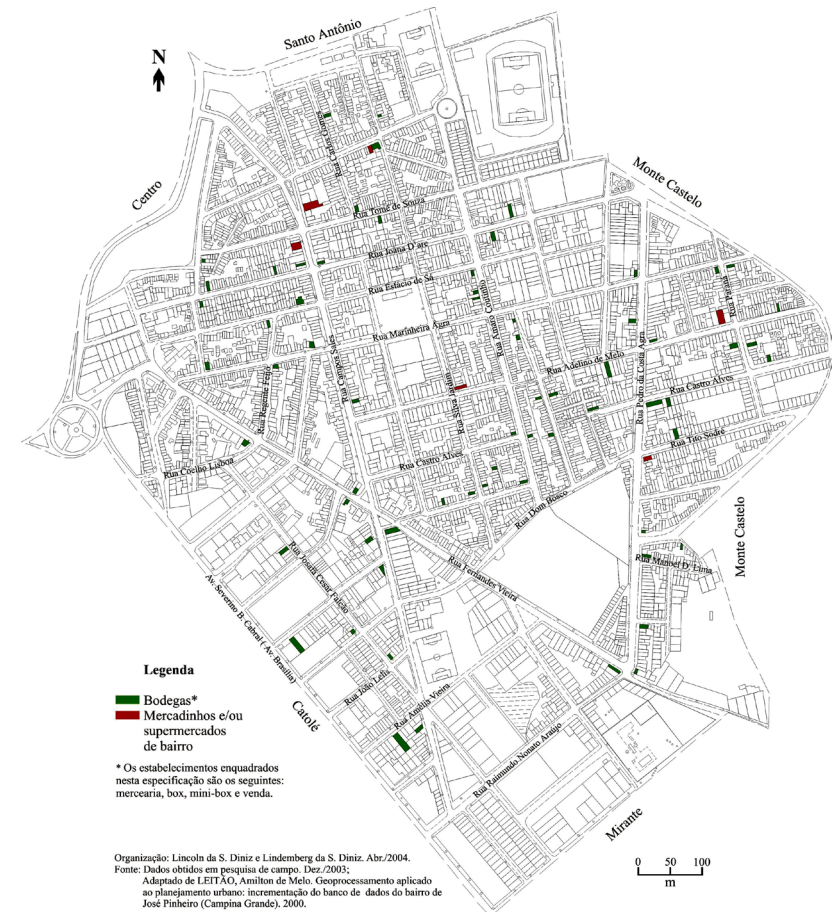 Santo Antônio
N
Monte Castelo
Centro
Rua Carlos Gomes
Rua Tomé de Souza
Rua Joana D'arc
Rua Estácio de Sá
Rua Paraná
Rua Marinheira Agra
Rua Amaro Coutinho
Rua Campos Sales
Rua Adelino de Melo
Rua Pedro da Costa Agra
Rua Castro Alves
Rua Silva Jardim
Rua Tito Sodré
Rua Castro Alves
Rua Coelho Lisboa
Rua Dom Bosco
Monte Castelo
Rua Manoel D. Lima
Rua Fernandes Vieira
Av. Severino B. Cabral (Av. Brasília)
Rua João Leite
Rua Amélia Vieira
Catolé
Rua Raimundo Nonato Araújo
Mirante
Legenda
Bodegas*
Mercadinhos e/ou
supermercados
de bairro
* Os estabelecimentos enquadrados
nesta especificação são os seguintes:
mercearia, box, mini-box e venda.
Organização: Lincoln da S. Diniz e Lindemberg da S. Diniz. Abr./2004.
Fonte: Dados obtidos em pesquisa de campo. Dez./2003;
Adaptado de LEITÃO, Amilton de Melo. Geoprocessamento aplicado
ao planejamento urbano: incrementação do banco de dados do bairro de
José Pinheiro (Campina Grande). 2000.
0 50 100
m